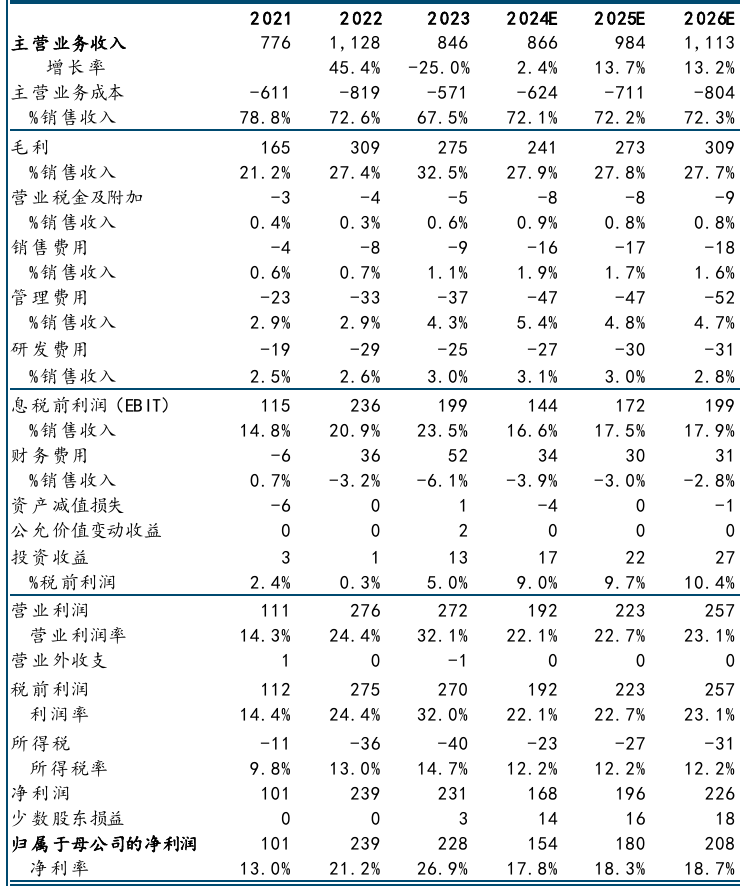 2021 2022 2023 2024E 2025E 2026E
主营业务收入 776 1,128 846 866 984 1,113
增长率 45.4% -25.0% 2.4% 13.7% 13.2%
主营业务成本 -611 -819 -571 -624 -711 -804
%销售收入 78.8% 72.6% 67.5% 72.1% 72.2% 72.3%
毛利 165 309 275 241 273 309
%销售收入 21.2% 27.4% 32.5% 27.9% 27.8% 27.7%
营业税金及附加 -3 -4 -5 -8 -8 -9
%销售收入 0.4% 0.3% 0.6% 0.9% 0.8% 0.8%
销售费用 -4 -8 -9 -16 -17 -18
%销售收入 0.6% 0.7% 1.1% 1.9% 1.7% 1.6%
管理费用 -23 -33 -37 -47 -47 -52
%销售收入 2.9% 2.9% 4.3% 5.4% 4.8% 4.7%
研发费用 -19 -29 -25 -27 -30 -31
%销售收入 2.5% 2.6% 3.0% 3.1% 3.0% 2.8%
息税前利润（EBIT） 115 236 199 144 172 199
%销售收入 14.8% 20.9% 23.5% 16.6% 17.5% 17.9%
财务费用 -6 36 52 34 30 31
%销售收入 0.7% -3.2% -6.1% -3.9% -3.0% -2.8%
资产减值损失 -6 0 1 -4 0 -1
公允价值变动收益 0 0 2 0 0 0
投资收益 3 1 13 17 22 27
%税前利润 2.4% 0.3% 5.0% 9.0% 9.7% 10.4%
营业利润 111 276 272 192 223 257
营业利润率 14.3% 24.4% 32.1% 22.1% 22.7% 23.1%
营业外收支 1 0 -1 0 0 0
税前利润 112 275 270 192 223 257
利润率 14.4% 24.4% 32.0% 22.1% 22.7% 23.1%
所得税 -11 -36 -40 -23 -27 -31
所得税率 9.8% 13.0% 14.7% 12.2% 12.2% 12.2%
净利润 101 239 231 168 196 226
少数股东损益 0 0 3 14 16 18
归属于母公司的净利润 101 239 228 154 180 208
净利率 13.0% 21.2% 26.9% 17.8% 18.3% 18.7%